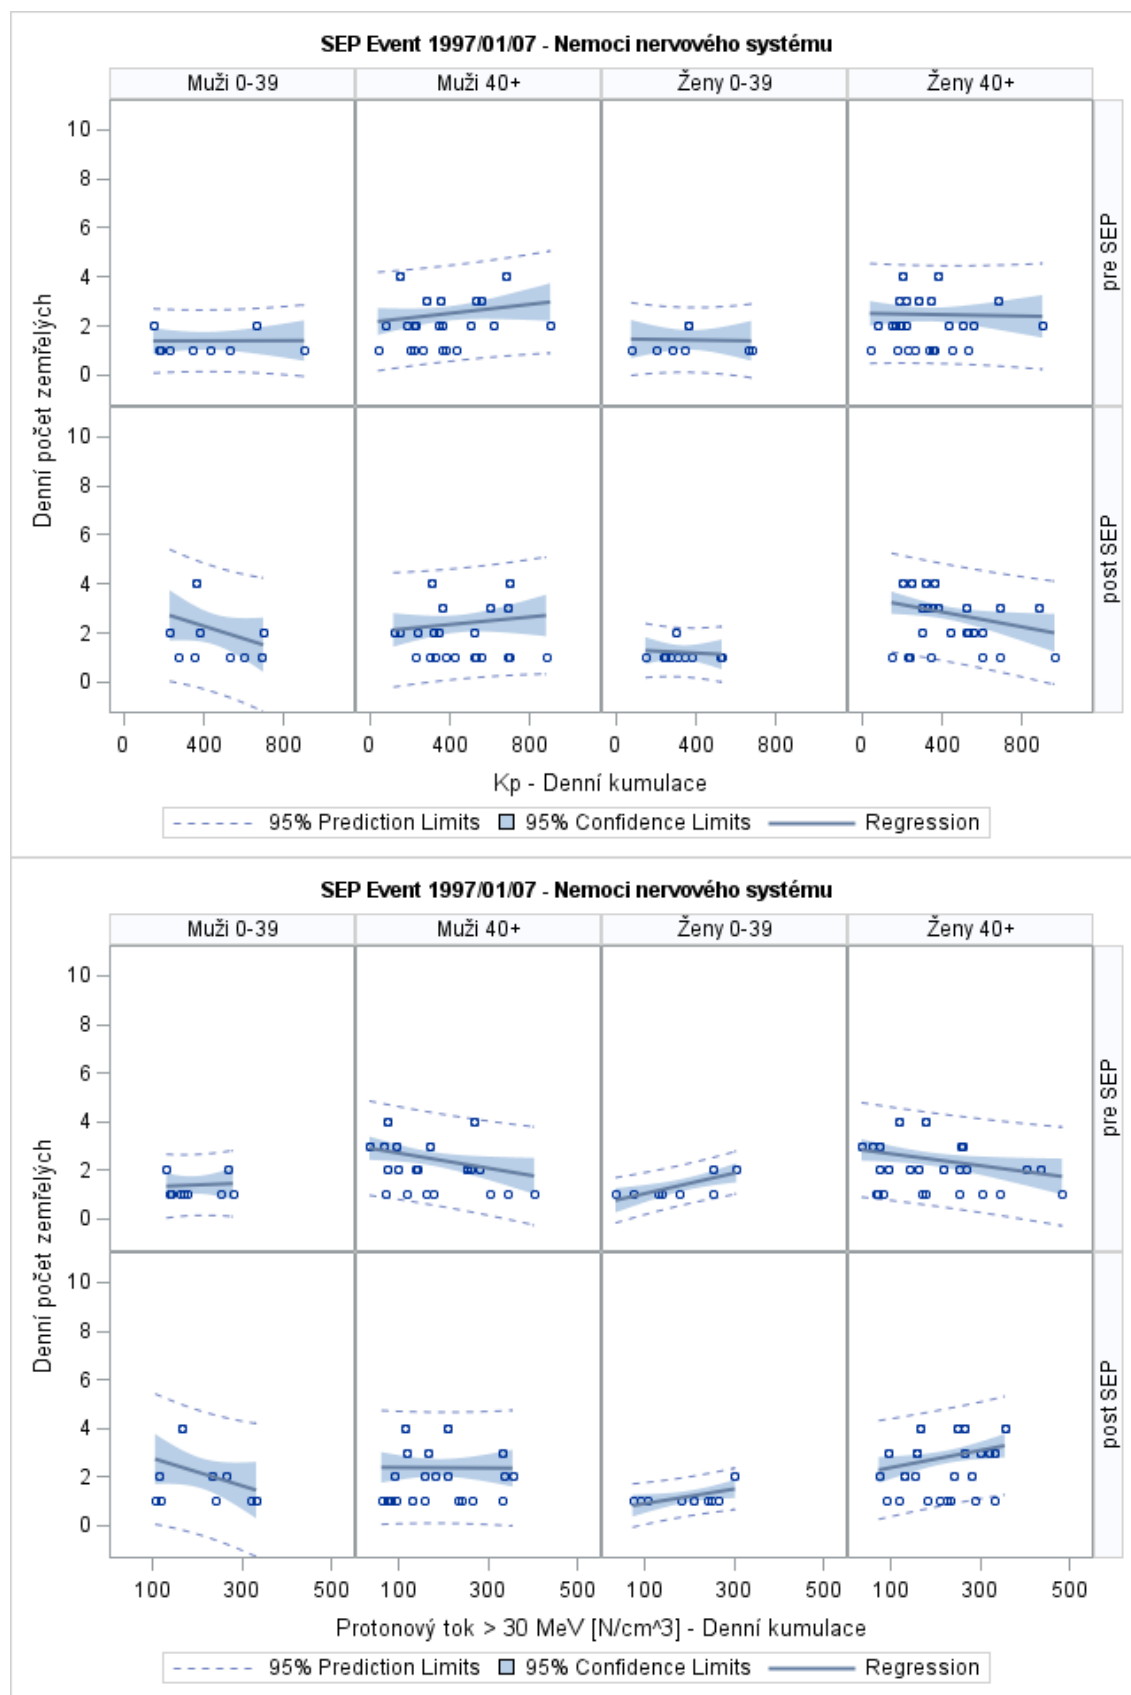 SEP Event 1997/01/07 - Nemoci nervového systému
Muži 0-39 Muži 40+ Ženy 0-39 Ženy 40+
10
8
6
4
2
0
pre SEP
Denní počet zemřelých
10
8
6
4
2
0
post SEP
0 400 800 0 400 800 0 400 800 0 400 800
Kp - Denní kumulace
95% Prediction Limits 95% Confidence Limits Regression
SEP Event 1997/01/07 - Nemoci nervového systému
Muži 0-39 Muži 40+ Ženy 0-39 Ženy 40+
10
8
6
4
2
0
pre SEP
Denní počet zemřelých
10
8
6
4
2
0
post SEP
100 300 500 100 300 500 100 300 500 100 300 500
Protonový tok > 30 MeV [N/cm^3] - Denní kumulace
95% Prediction Limits 95% Confidence Limits Regression